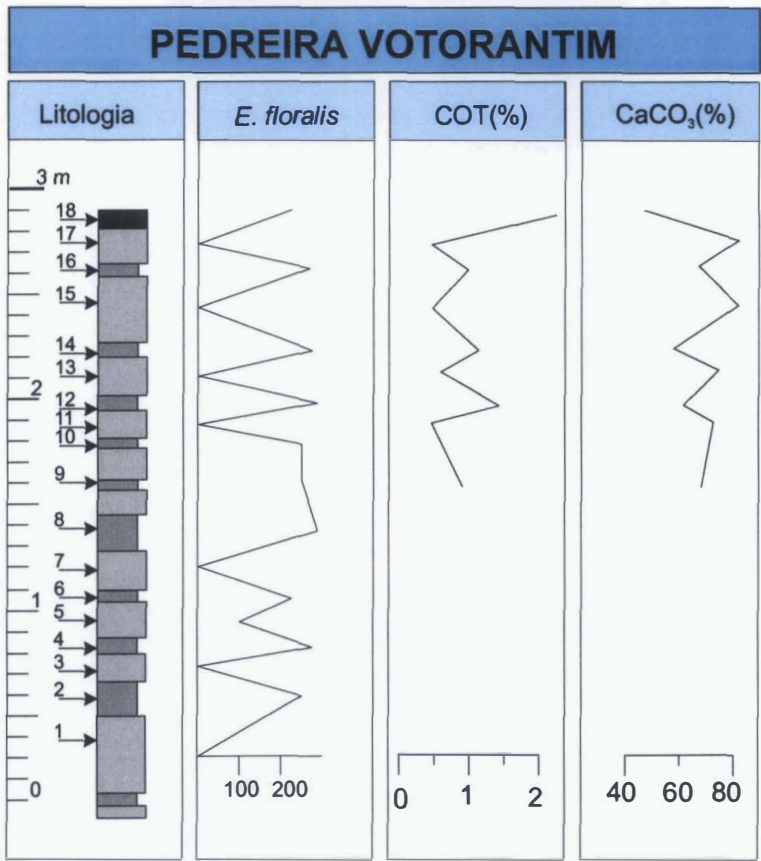 PEDREIRA VOTORANTIM
Litologia
E. floralis
COT(%)
CaCO₃(%)
3 m
18
17
16
15
14
13
2
12
11
10
9
8
7
6
1
5
4
3
2
1
0
100 200
0 1 2
40 60 80